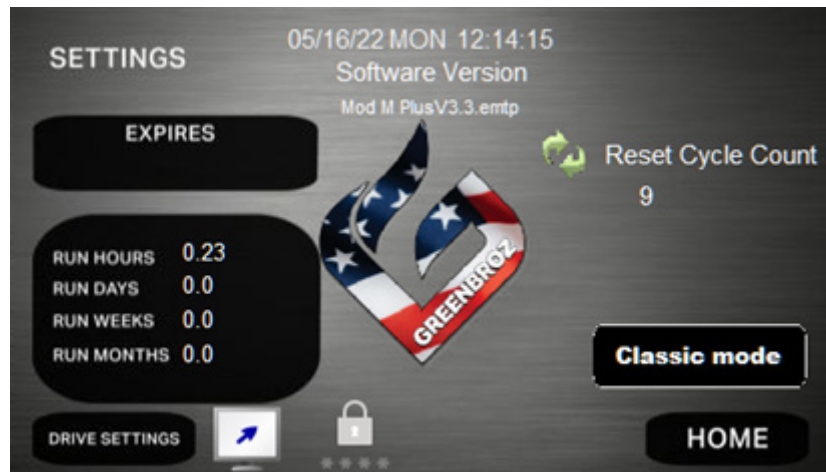 SETTINGS
05/16/22 MON 12:14:15
Software Version
Mod M PlusV3.3.emtp
EXPIRES
Reset Cycle Count
9
RUN HOURS 0.23
RUN DAYS 0.0
RUN WEEKS 0.0
RUN MONTHS 0.0
GREENBROZ
Classic mode
DRIVE SETTINGS
****
HOME